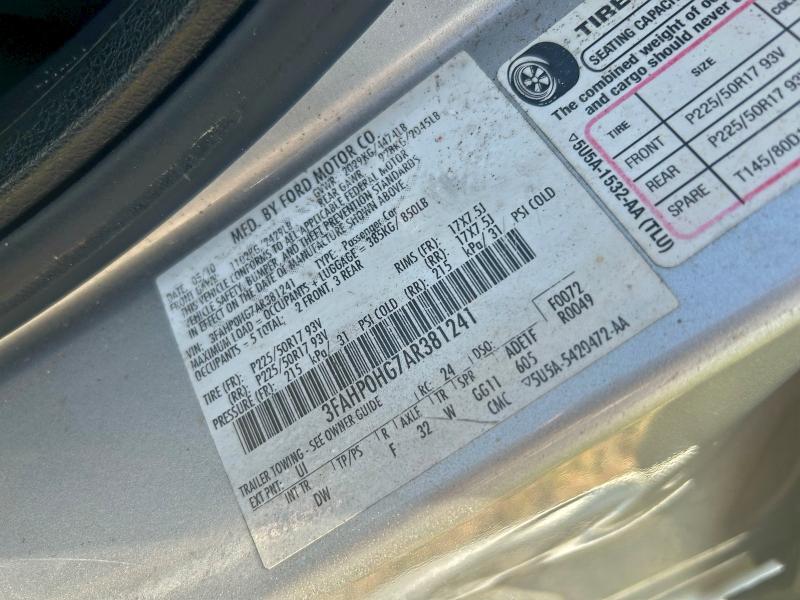 MFD. BY FORD MOTOR CO.
DATE: 05/10 GVWR: 2029KG/4474LB
FRONT GAWR: 1102KG/2429LB REAR GAWR: 928KG/2045LB
THIS VEHICLE CONFORMS TO ALL APPLICABLE FEDERAL MOTOR
VEHICLE SAFETY, BUMPER, AND THEFT PREVENTION STANDARDS
IN EFFECT ON THE DATE OF MANUFACTURE SHOWN ABOVE.
VIN: 3FAHP0HG7AR381241 TYPE: Passenger Car
MAXIMUM LOAD = OCCUPANTS + LUGGAGE = 385KG/ 850LB
OCCUPANTS = 5 TOTAL; 2 FRONT, 3 REAR
TIRE (FR): P225/50R17 93V RIMS (FR): 17X7.5J
(RR): P225/50R17 93V (RR): 17X7.5J
PRESSURE (FR): 215 kPa/ 31 PSI COLD (RR): 215 kPa/ 31 PSI COLD
3FAHP0HG7AR381241
TRAILER TOWING - SEE OWNER GUIDE RC: 24 DSO: F0072
R0049
EXT PNT: UI
INT TR TP/PS R AXLE TR SPR ADETF
DW F 32 W GG11 605
CMC ▽5U5A-5420472-AA
TIRE
SEATING CAPACI
The combined weight of oc
and cargo should never e
TIRE SIZE COL
FRONT P225/50R17 93V
REAR P225/50R17 93
SPARE T145/80D
▽5U5A-1532-AA (TLU)